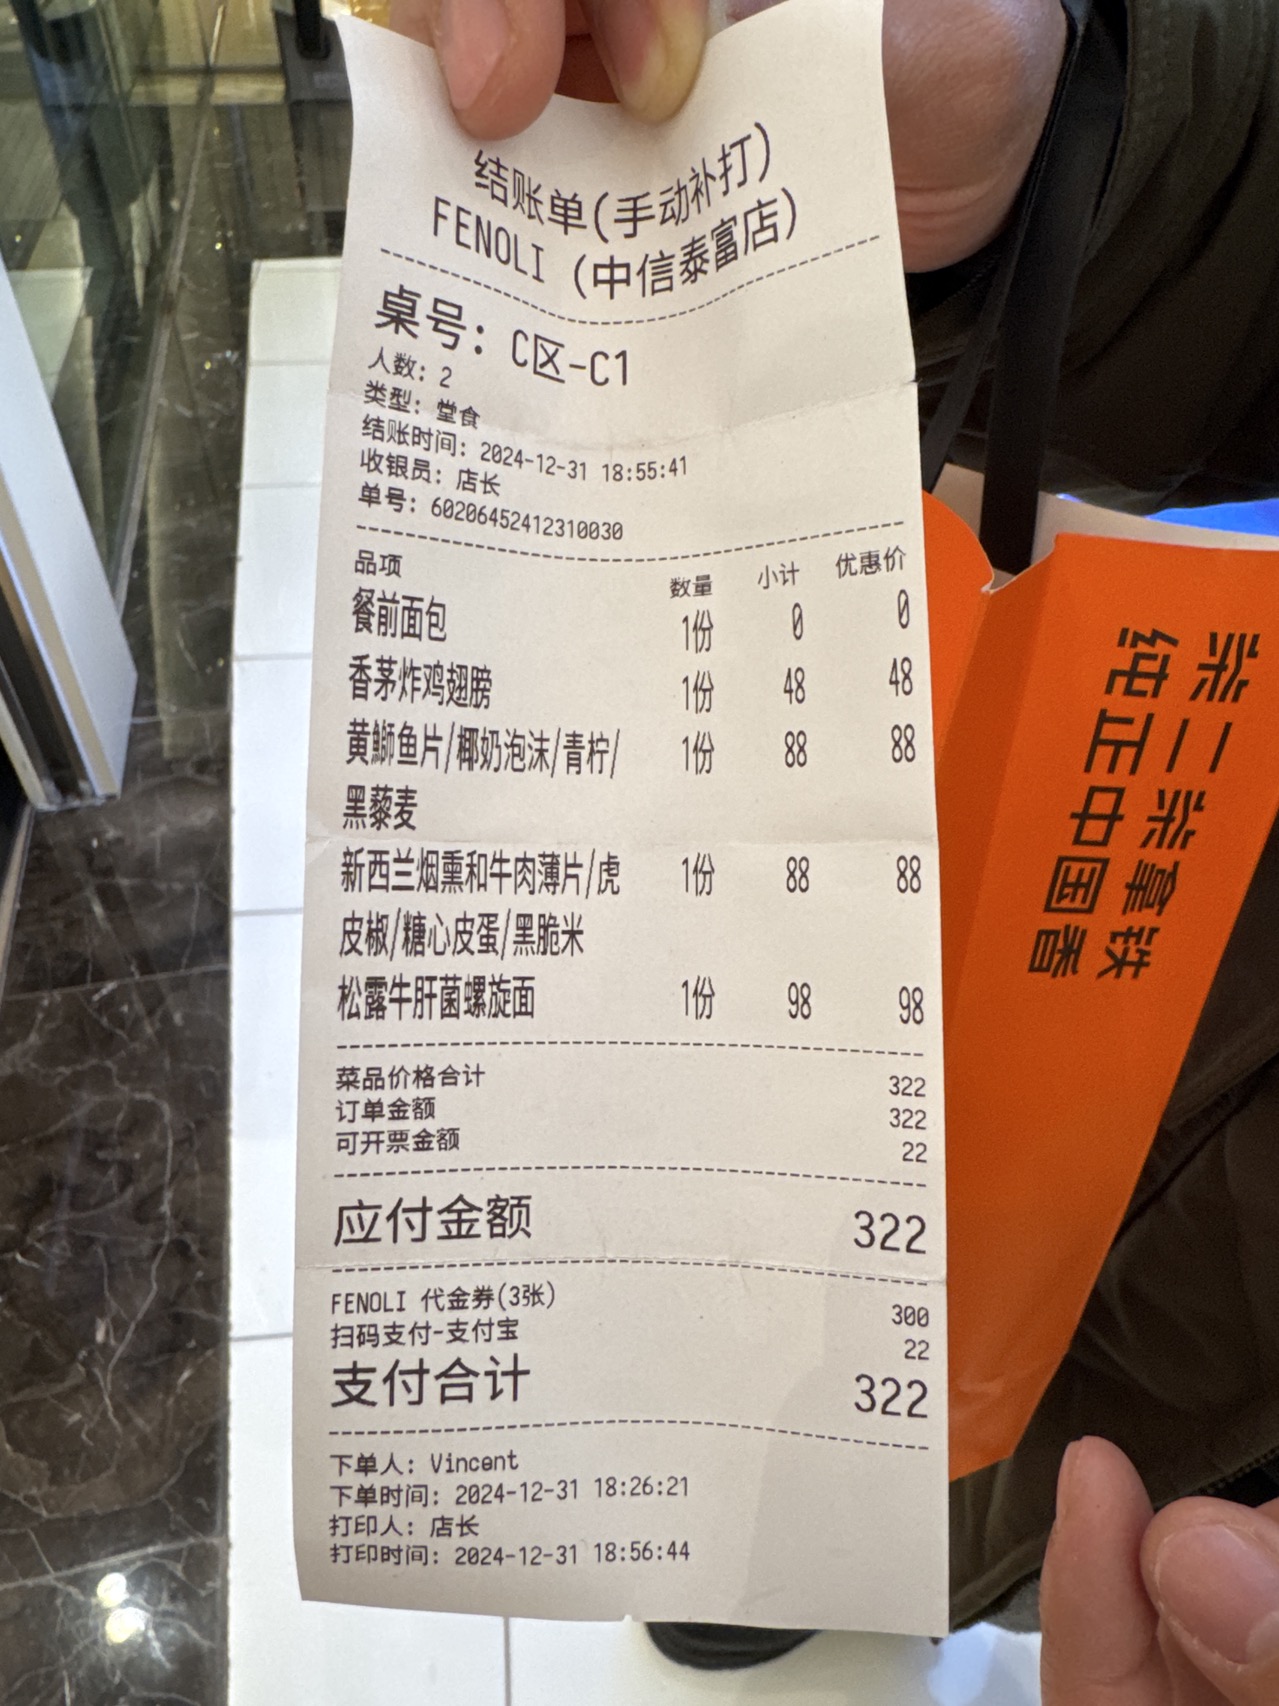 结账单(手动补打)
FENOLI (中信泰富店)
桌号: C区-C1
人数: 2
类型: 堂食
结账时间: 2024-12-31 18:55:41
收银员: 店长
单号: 60206452412310030
品项 数量 小计 优惠价
餐前面包 1份 0 0
香茅炸鸡翅膀 1份 48 48
黄鰤鱼片/椰奶泡沫/青柠/ 1份 88 88
黑藜麦
新西兰烟熏和牛肉薄片/虎 1份 88 88
皮椒/糖心皮蛋/黑脆米
松露牛肝菌螺旋面 1份 98 98
菜品价格合计 322
订单金额 322
可开票金额 22
应付金额 322
FENOLI 代金券(3张) 300
扫码支付-支付宝 22
支付合计 322
下单人: Vincent
下单时间: 2024-12-31 18:26:21
打印人: 店长
打印时间: 2024-12-31 18:56:44
纯正中国香